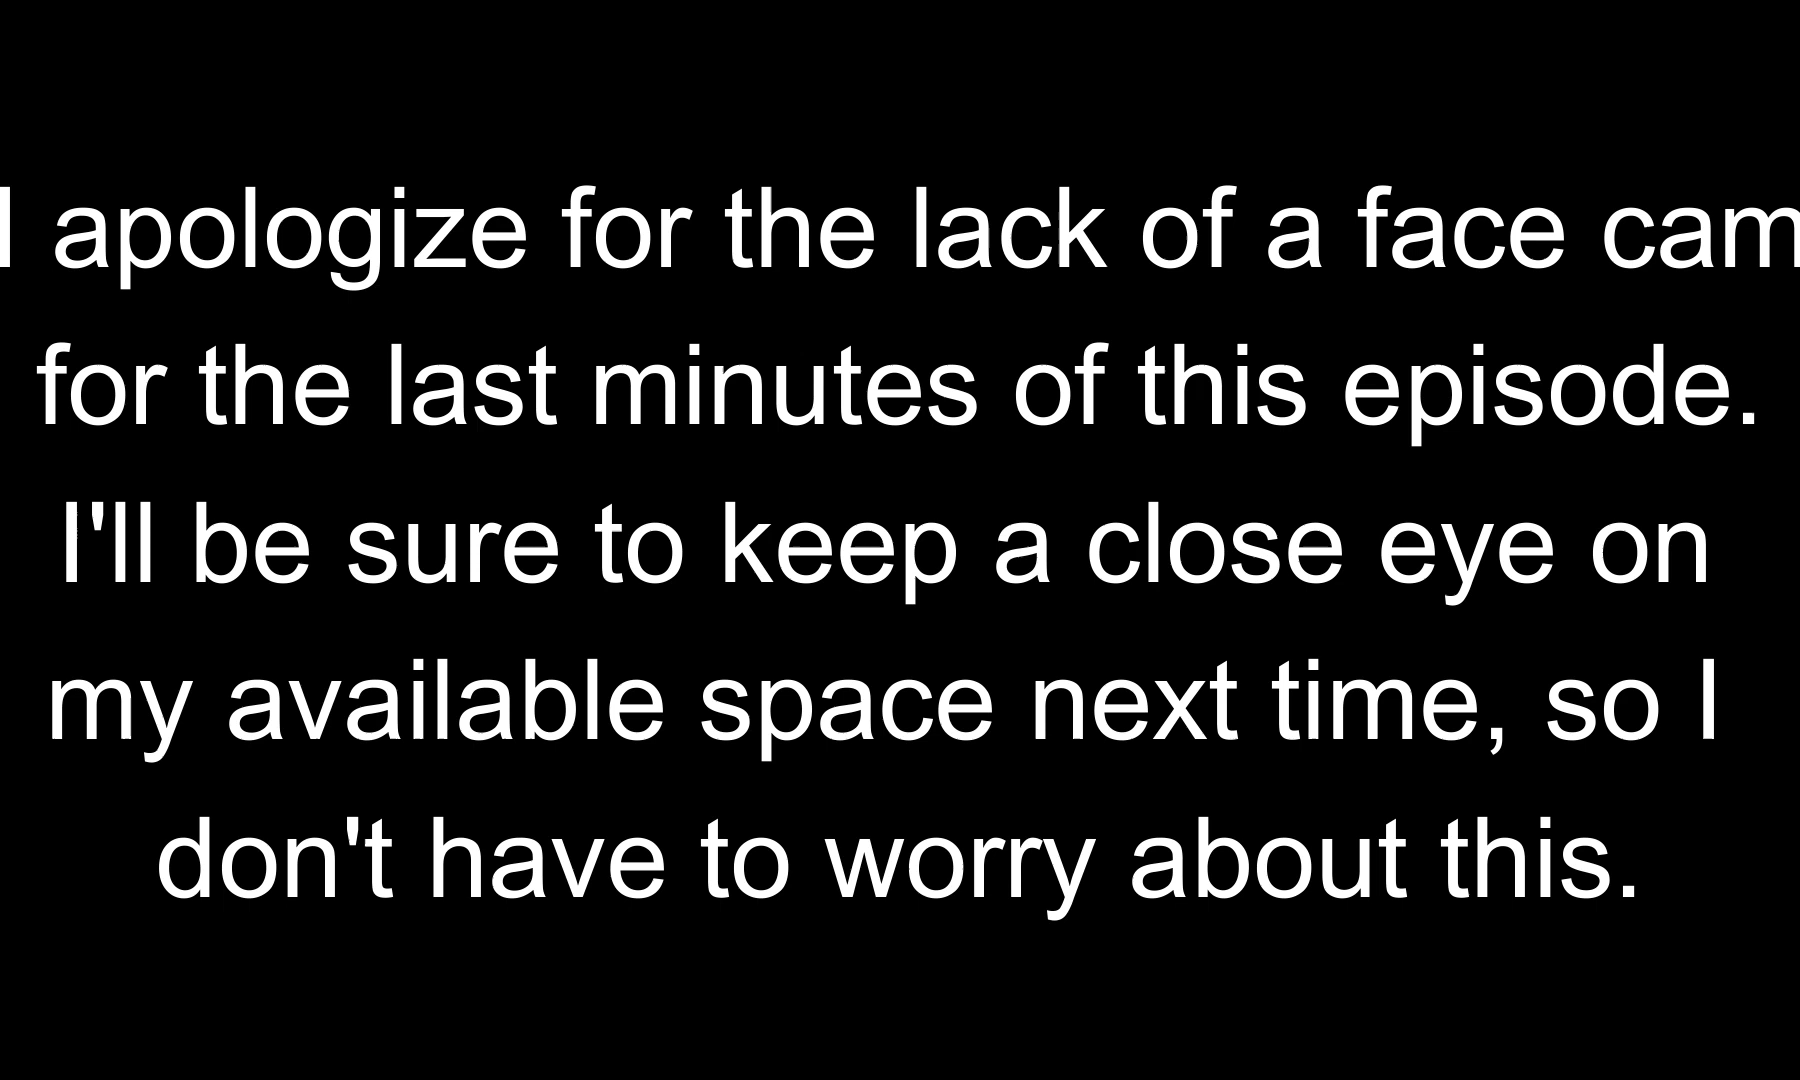 I apologize for the lack of a face cam
for the last minutes of this episode.
I'll be sure to keep a close eye on
my available space next time, so I
don't have to worry about this.